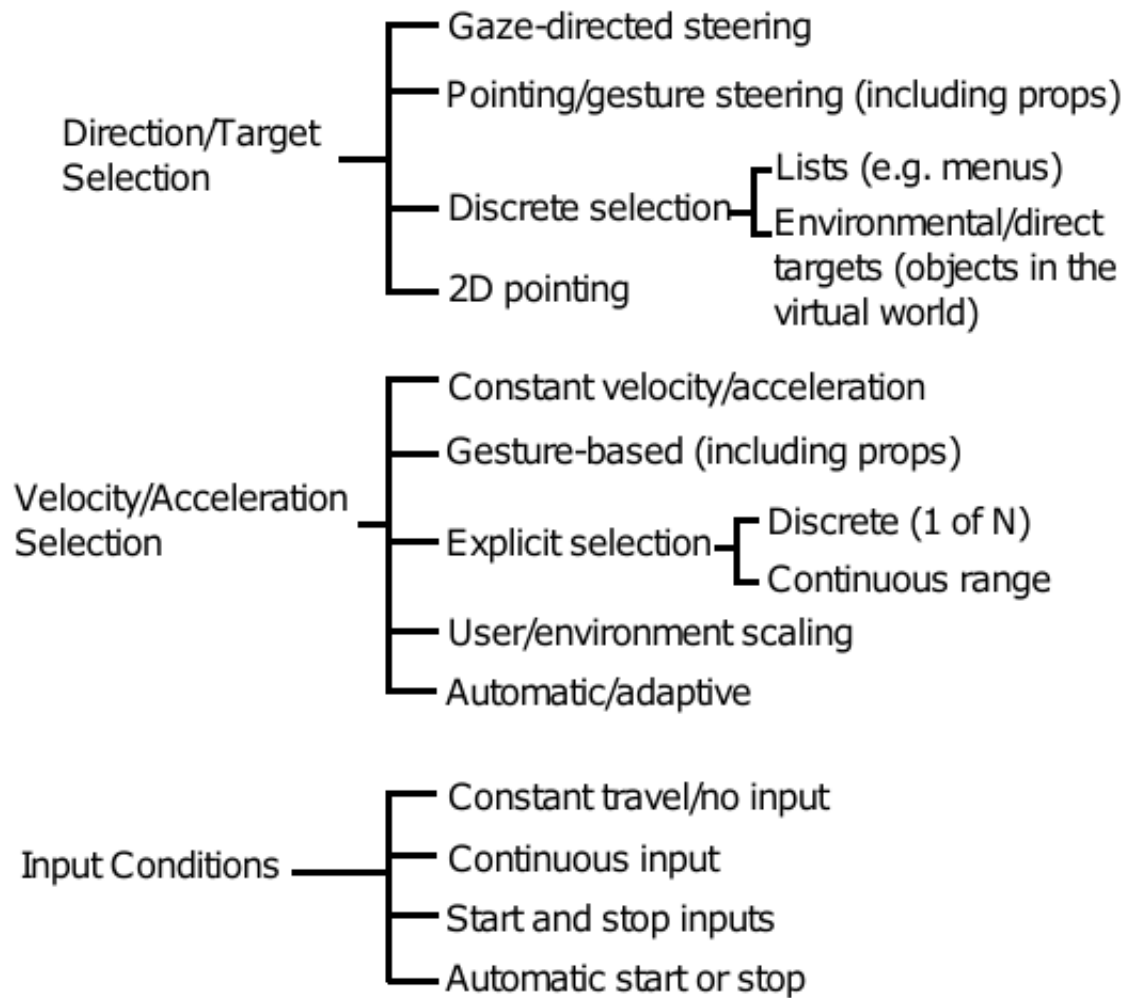 Direction/Target
Selection
Gaze-directed steering
Pointing/gesture steering (including props)
Discrete selection
Lists (e.g. menus)
Environmental/direct
targets (objects in the
virtual world)
2D pointing
Velocity/Acceleration
Selection
Constant velocity/acceleration
Gesture-based (including props)
Explicit selection
Discrete (1 of N)
Continuous range
User/environment scaling
Automatic/adaptive
Input Conditions
Constant travel/no input
Continuous input
Start and stop inputs
Automatic start or stop